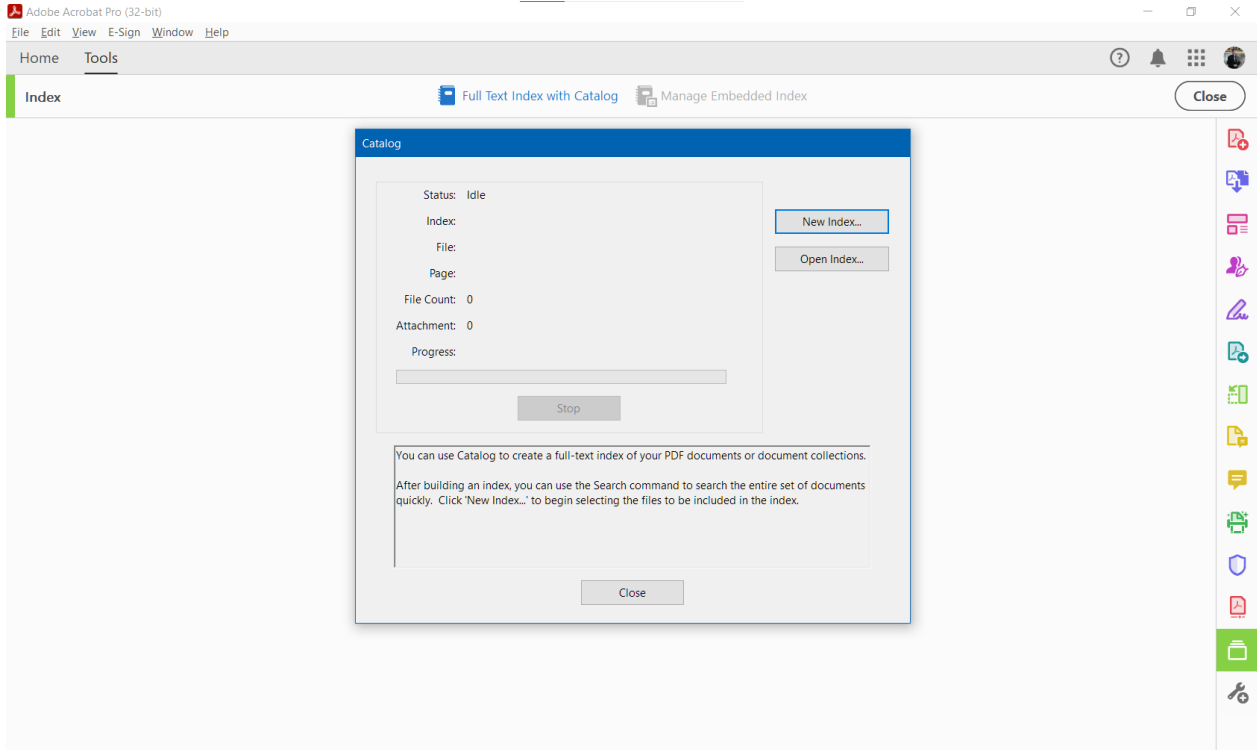 Adobe Acrobat Pro (32-bit)
File Edit View E-Sign Window Help
Home Tools
Index
Full Text Index with Catalog
Manage Embedded Index
Close
Catalog
Status: Idle
Index:
File:
Page:
File Count: 0
Attachment: 0
Progress:
Stop
New Index...
Open Index...
You can use Catalog to create a full-text index of your PDF documents or document collections.
After building an index, you can use the Search command to search the entire set of documents
quickly. Click 'New Index...' to begin selecting the files to be included in the index.
Close